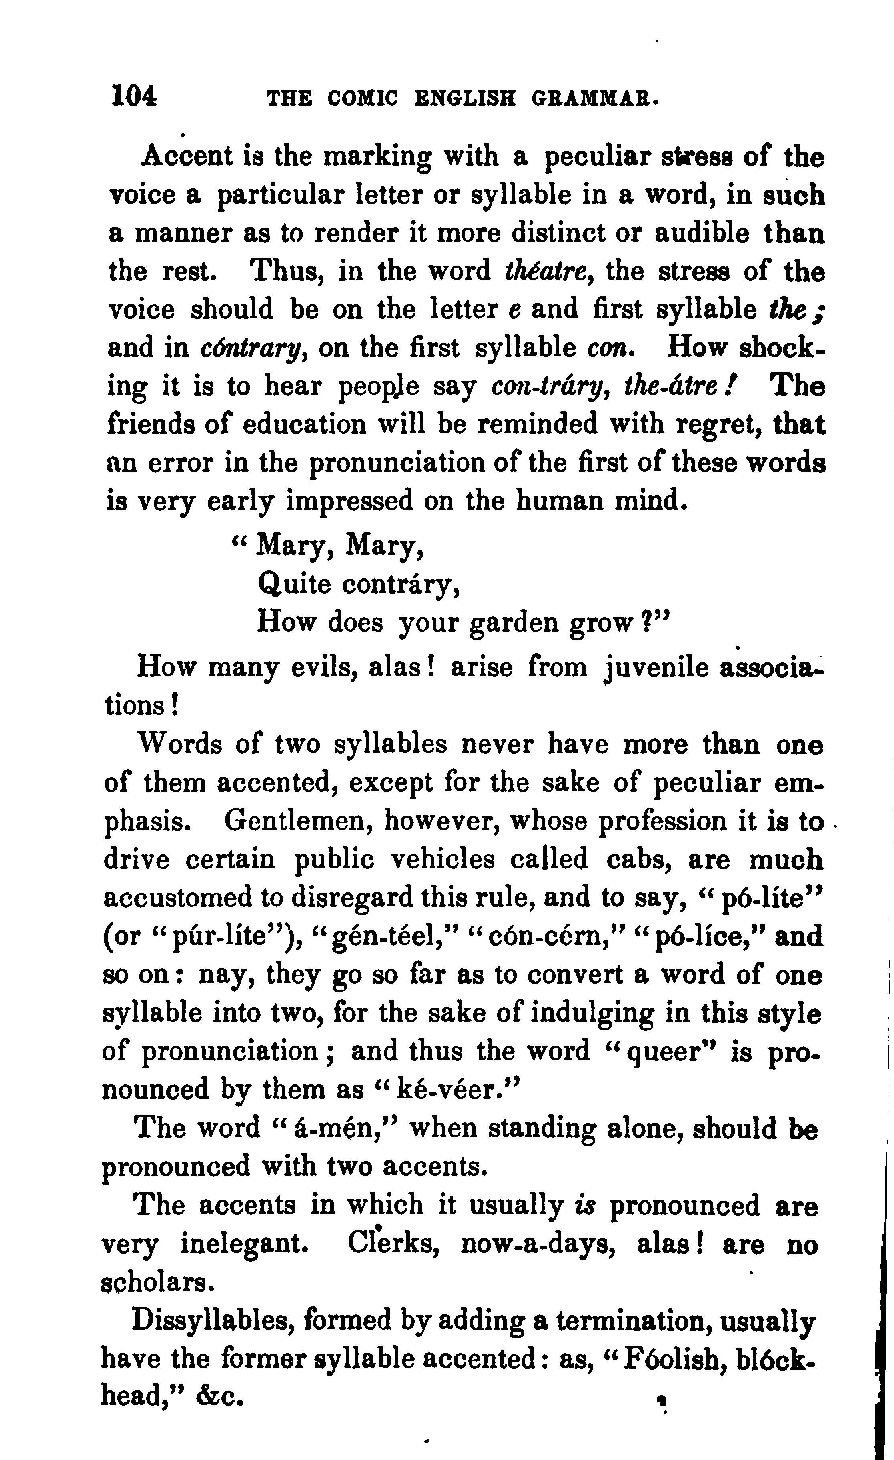 104 THE COMIC ENGLISH GRAMMAR.
Accent is the marking with a peculiar stress of the
voice a particular letter or syllable in a word, in such
a manner as to render it more distinct or audible than
the rest. Thus, in the word théatre, the stress of the
voice should be on the letter e and first syllable the;
and in cóntrary, on the first syllable con. How shock-
ing it is to hear people say con-tráry, the-átre! The
friends of education will be reminded with regret, that
an error in the pronunciation of the first of these words
is very early impressed on the human mind.
“Mary, Mary,
Quite contráry,
How does your garden grow?”
How many evils, alas! arise from juvenile associa-
tions!
Words of two syllables never have more than one
of them accented, except for the sake of peculiar em-
phasis. Gentlemen, however, whose profession it is to
drive certain public vehicles called cabs, are much
accustomed to disregard this rule, and to say, “pó-líte”
(or “púr-líte”), “gén-téel,” “cón-cérn,” “pó-líce,” and
so on: nay, they go so far as to convert a word of one
syllable into two, for the sake of indulging in this style
of pronunciation; and thus the word “queer” is pro-
nounced by them as “ké-véer.”
The word “á-mén,” when standing alone, should be
pronounced with two accents.
The accents in which it usually is pronounced are
very inelegant. Clerks, now-a-days, alas! are no
scholars.
Dissyllables, formed by adding a termination, usually
have the former syllable accented: as, “Fóolish, blóck-
head,” &c.